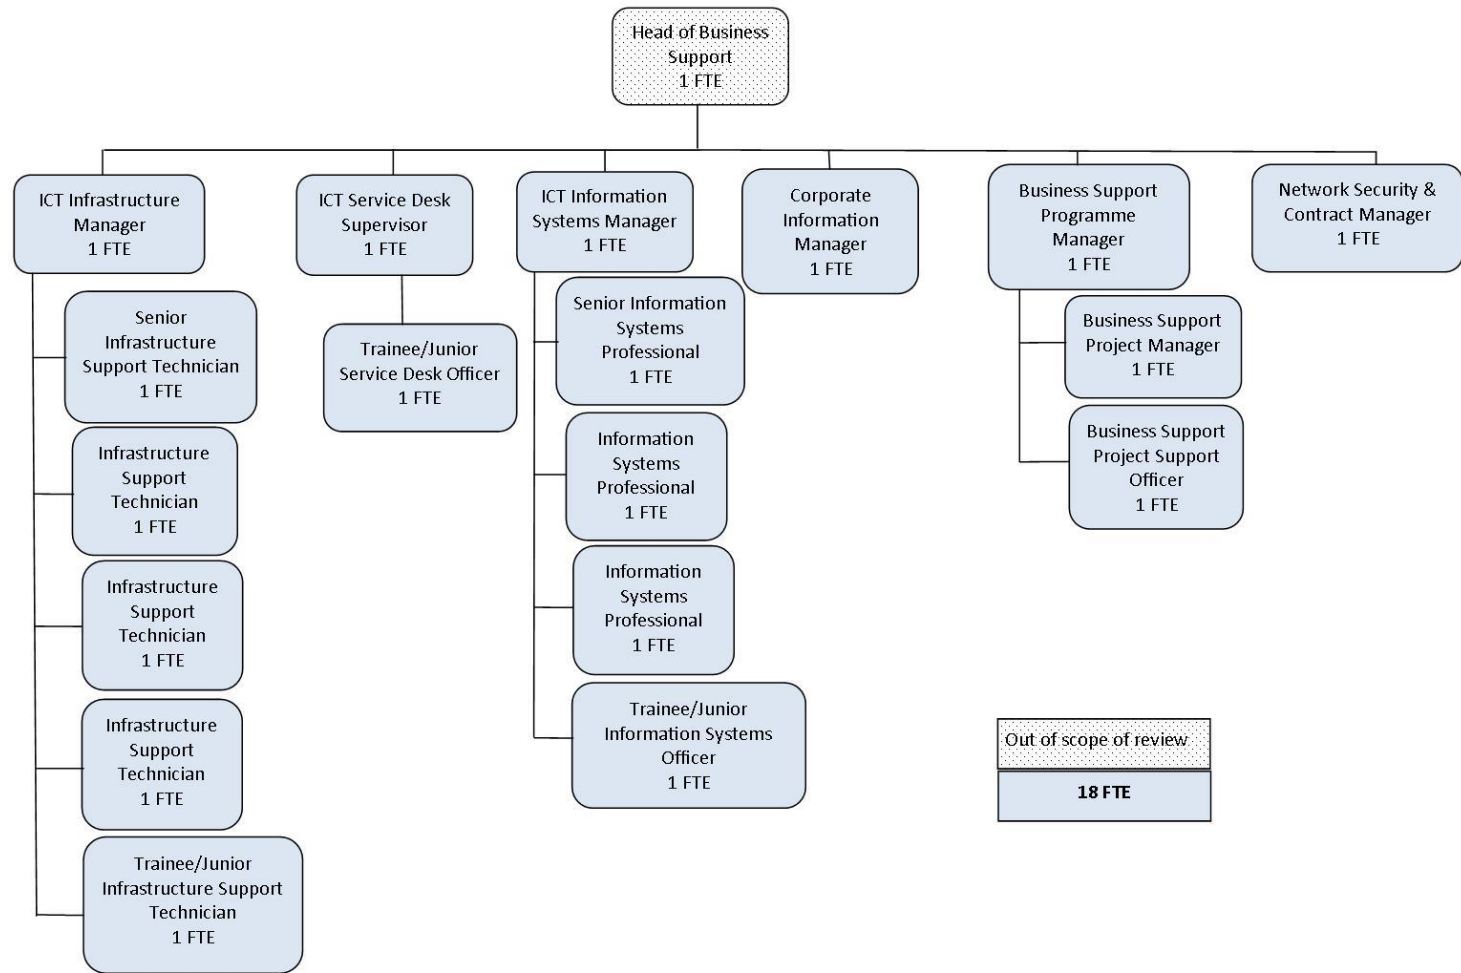 Head of Business
Support
1 FTE
ICT Infrastructure
Manager
1 FTE
ICT Service Desk
Supervisor
1 FTE
ICT Information
Systems Manager
1 FTE
Corporate
Information
Manager
1 FTE
Business Support
Programme
Manager
1 FTE
Network Security &
Contract Manager
1 FTE
Senior
Infrastructure
Support Technician
1 FTE
Infrastructure
Support
Technician
1 FTE
Infrastructure
Support
Technician
1 FTE
Infrastructure
Support
Technician
1 FTE
Trainee/Junior
Infrastructure Support
Technician
1 FTE
Trainee/Junior
Service Desk Officer
1 FTE
Senior Information
Systems
Professional
1 FTE
Information
Systems
Professional
1 FTE
Information
Systems
Professional
1 FTE
Trainee/Junior
Information Systems
Officer
1 FTE
Business Support
Project Manager
1 FTE
Business Support
Project Support
Officer
1 FTE
Out of scope of review
18 FTE